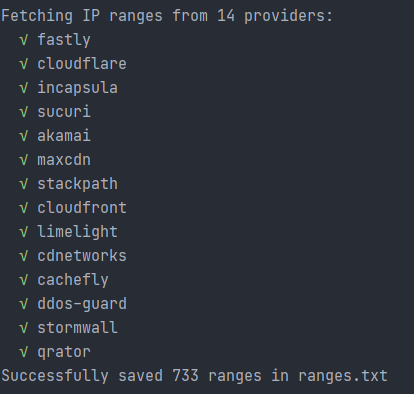 Fetching IP ranges from 14 providers:
√ fastly
√ cloudflare
√ incapsula
√ sucuri
√ akamai
√ maxcdn
√ stackpath
√ cloudfront
√ limelight
√ cdnetworks
√ cachefly
√ ddos-guard
√ stormwall
√ qrator
Successfully saved 733 ranges in ranges.txt